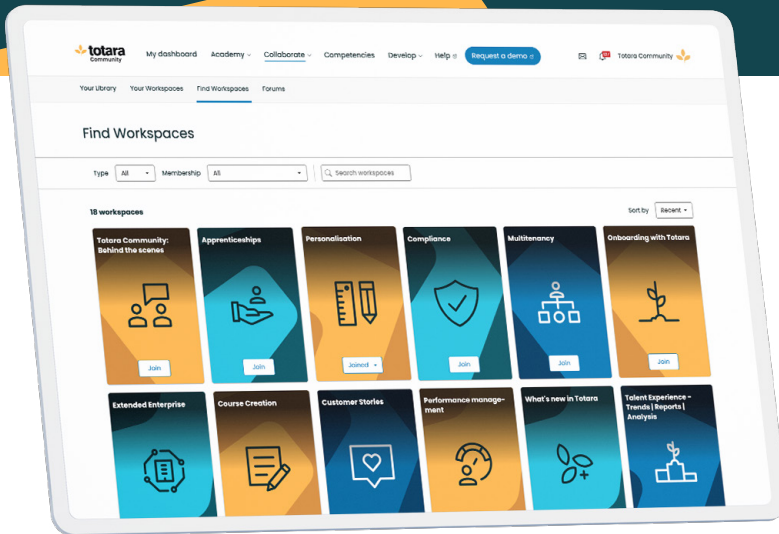 totara
Community
My dashboard Academy Collaborate Competencies Develop Help Request a demo Totara Community
Your Library Your Workspaces Find Workspaces Forums
Find Workspaces
Type All Membership All Search workspaces
18 workspaces
Sort by Recent
Totara Community:
Behind the scenes
Apprenticeships
Personalisation
Compliance
Multitenancy
Onboarding with Totara
Join
Join
Joined
Join
Join
Join
Extended Enterprise
Course Creation
Customer Stories
Performance manage-
ment
What's new in Totara
Talent Experience -
Trends | Reports |
Analysis